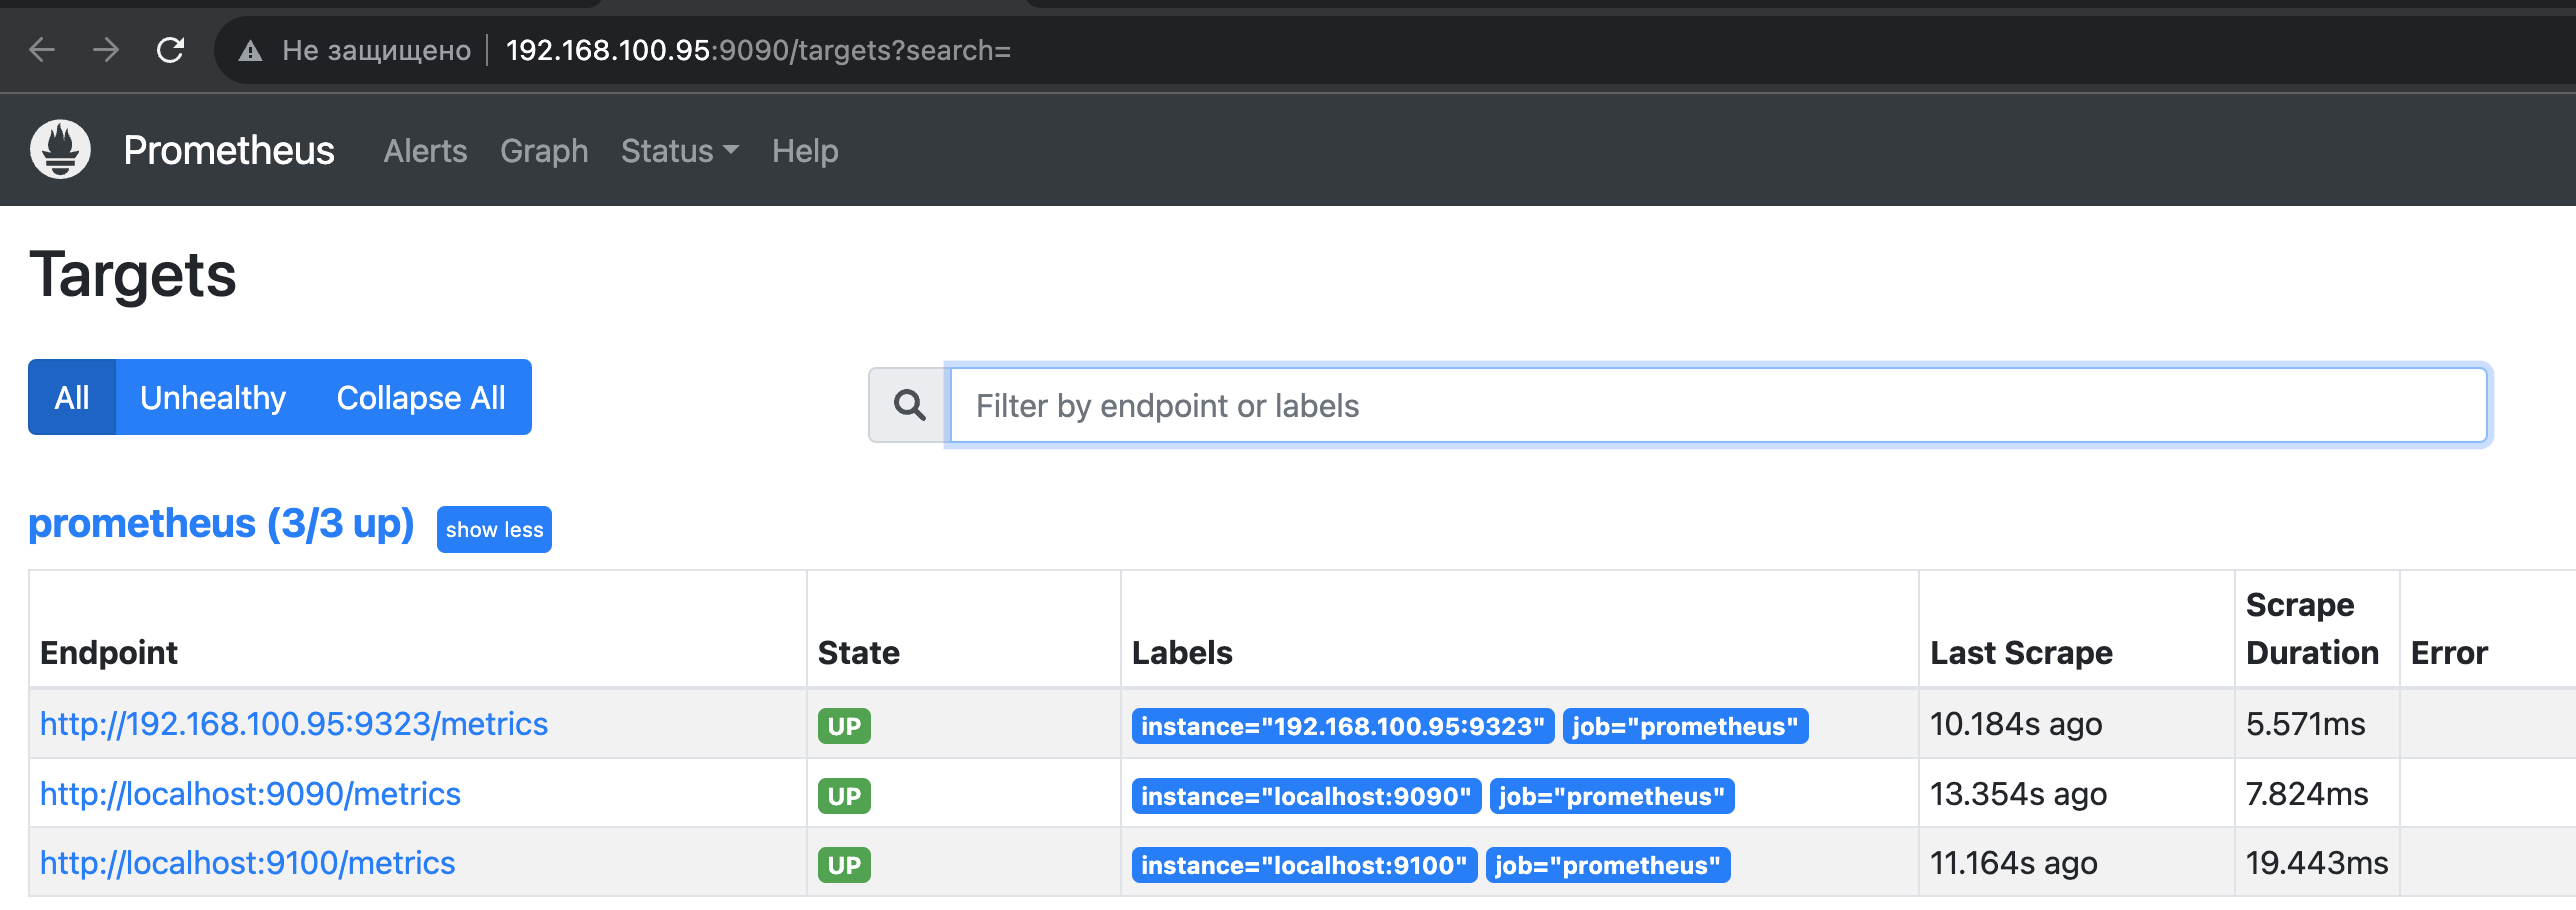 Не защищено 192.168.100.95:9090/targets?search=
Prometheus Alerts Graph Status Help
Targets
All Unhealthy Collapse All
Filter by endpoint or labels
prometheus (3/3 up) show less
Endpoint State Labels Last Scrape Scrape Duration Error
http://192.168.100.95:9323/metrics UP instance="192.168.100.95:9323" job="prometheus" 10.184s ago 5.571ms
http://localhost:9090/metrics UP instance="localhost:9090" job="prometheus" 13.354s ago 7.824ms
http://localhost:9100/metrics UP instance="localhost:9100" job="prometheus" 11.164s ago 19.443ms